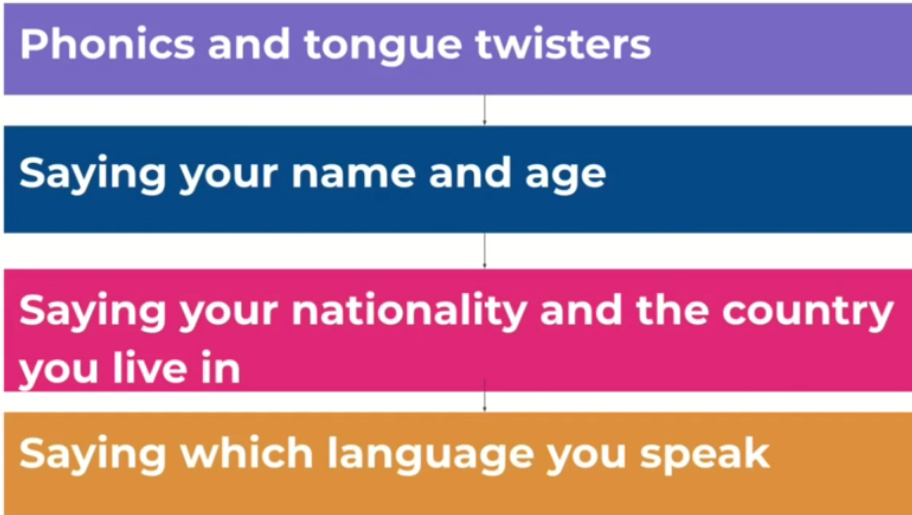 Phonics and tongue twisters
Saying your name and age
Saying your nationality and the country
you live in
Saying which language you speak